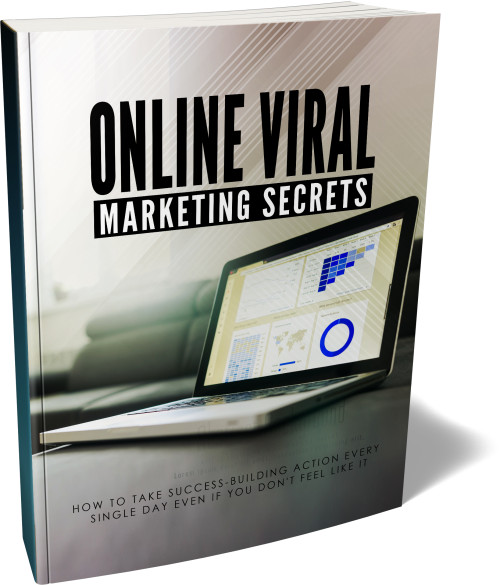 ONLINE VIRAL
MARKETING SECRETS
HOW TO TAKE SUCCESS-BUILDING ACTION EVERY
SINGLE DAY EVEN IF YOU DON'T FEEL LIKE IT